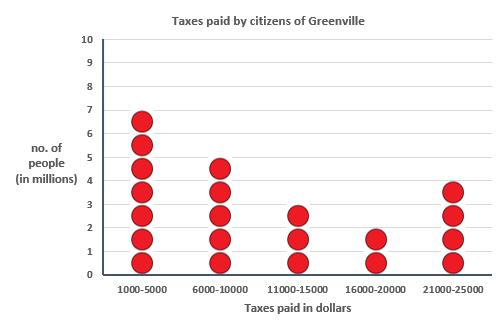 Taxes paid by citizens of Greenville
10
9
8
7
6
5
4
3
2
1
0
no. of
people
(in millions)
1000-5000 6000-10000 11000-15000 16000-20000 21000-25000
Taxes paid in dollars